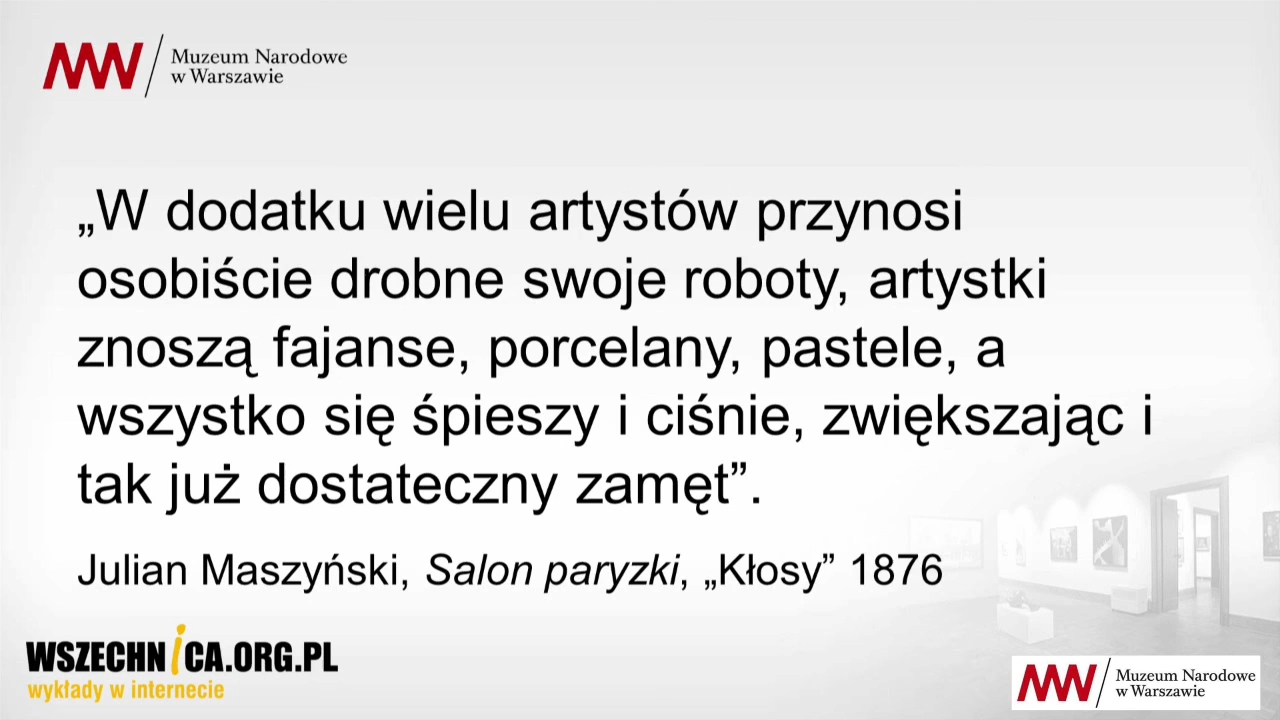 Muzeum Narodowe
w Warszawie
„W dodatku wielu artystów przynosi
osobiście drobne swoje roboty, artystki
znoszą fajanse, porcelany, pastele, a
wszystko się śpieszy i ciśnie, zwiększając i
tak już dostateczny zamęt”.
Julian Maszyński, Salon paryzki, „Kłosy” 1876
WSZECHNICA.ORG.PL
wykłady w internecie
Muzeum Narodowe
w Warszawie